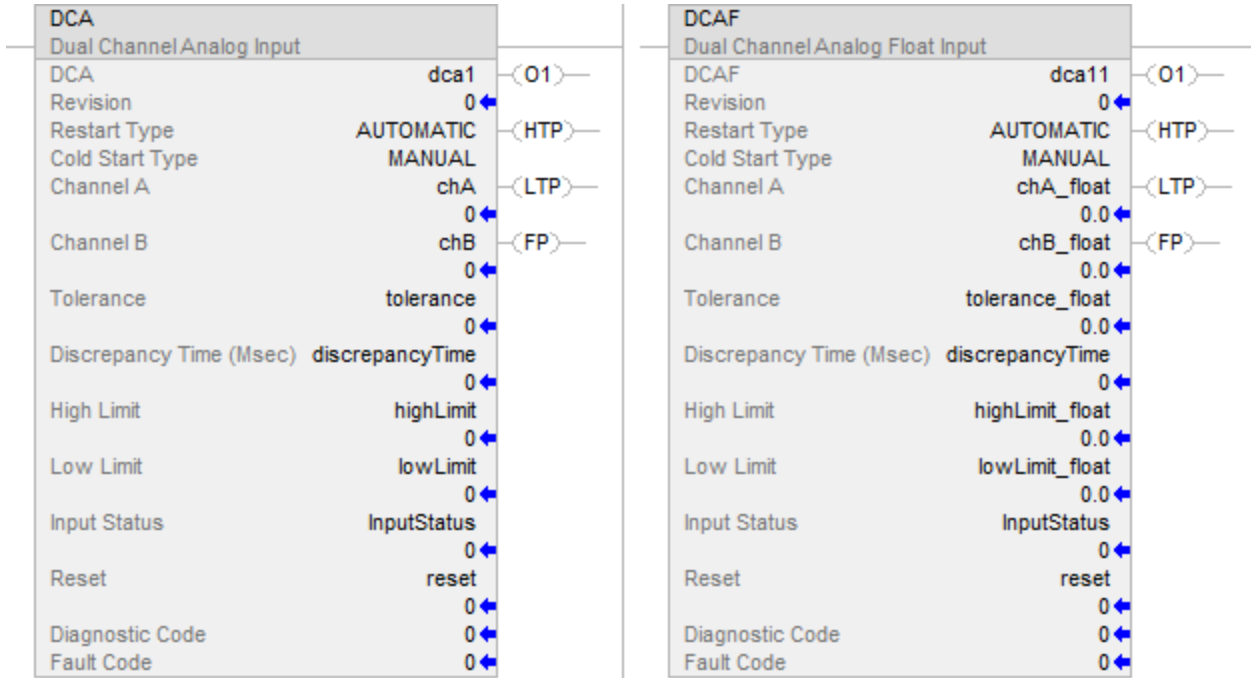 DCA
Dual Channel Analog Input
DCA dca1 (O1)
Revision 0
Restart Type AUTOMATIC (HTP)
Cold Start Type MANUAL
Channel A chA (LTP)
0
Channel B chB (FP)
0
Tolerance tolerance
0
Discrepancy Time (Msec) discrepancyTime
0
High Limit highLimit
0
Low Limit lowLimit
0
Input Status InputStatus
0
Reset reset
0
Diagnostic Code 0
Fault Code 0
DCAF
Dual Channel Analog Float Input
DCAF dca11 (O1)
Revision 0
Restart Type AUTOMATIC (HTP)
Cold Start Type MANUAL
Channel A chA_float (LTP)
0.0
Channel B chB_float (FP)
0.0
Tolerance tolerance_float
0.0
Discrepancy Time (Msec) discrepancyTime
0
High Limit highLimit_float
0.0
Low Limit lowLimit_float
0.0
Input Status InputStatus
0
Reset reset
0
Diagnostic Code 0
Fault Code 0